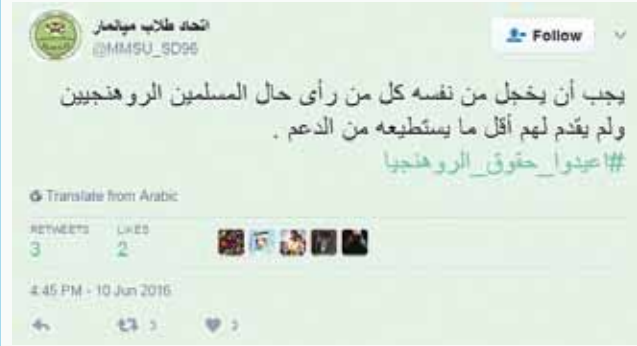 اتحاد طلاب ميانمار
@MMSU_SD96
Follow
يجب أن يخجل من نفسه كل من رأى حال المسلمين الروهنجيين
ولم يقدم لهم أقل ما يستطيعه من الدعم .
#اعيدوا_حقوق_الروهنجيا
Translate from Arabic
RETWEETS LIKES
3 2
4:45 PM - 10 Jun 2016
3 2